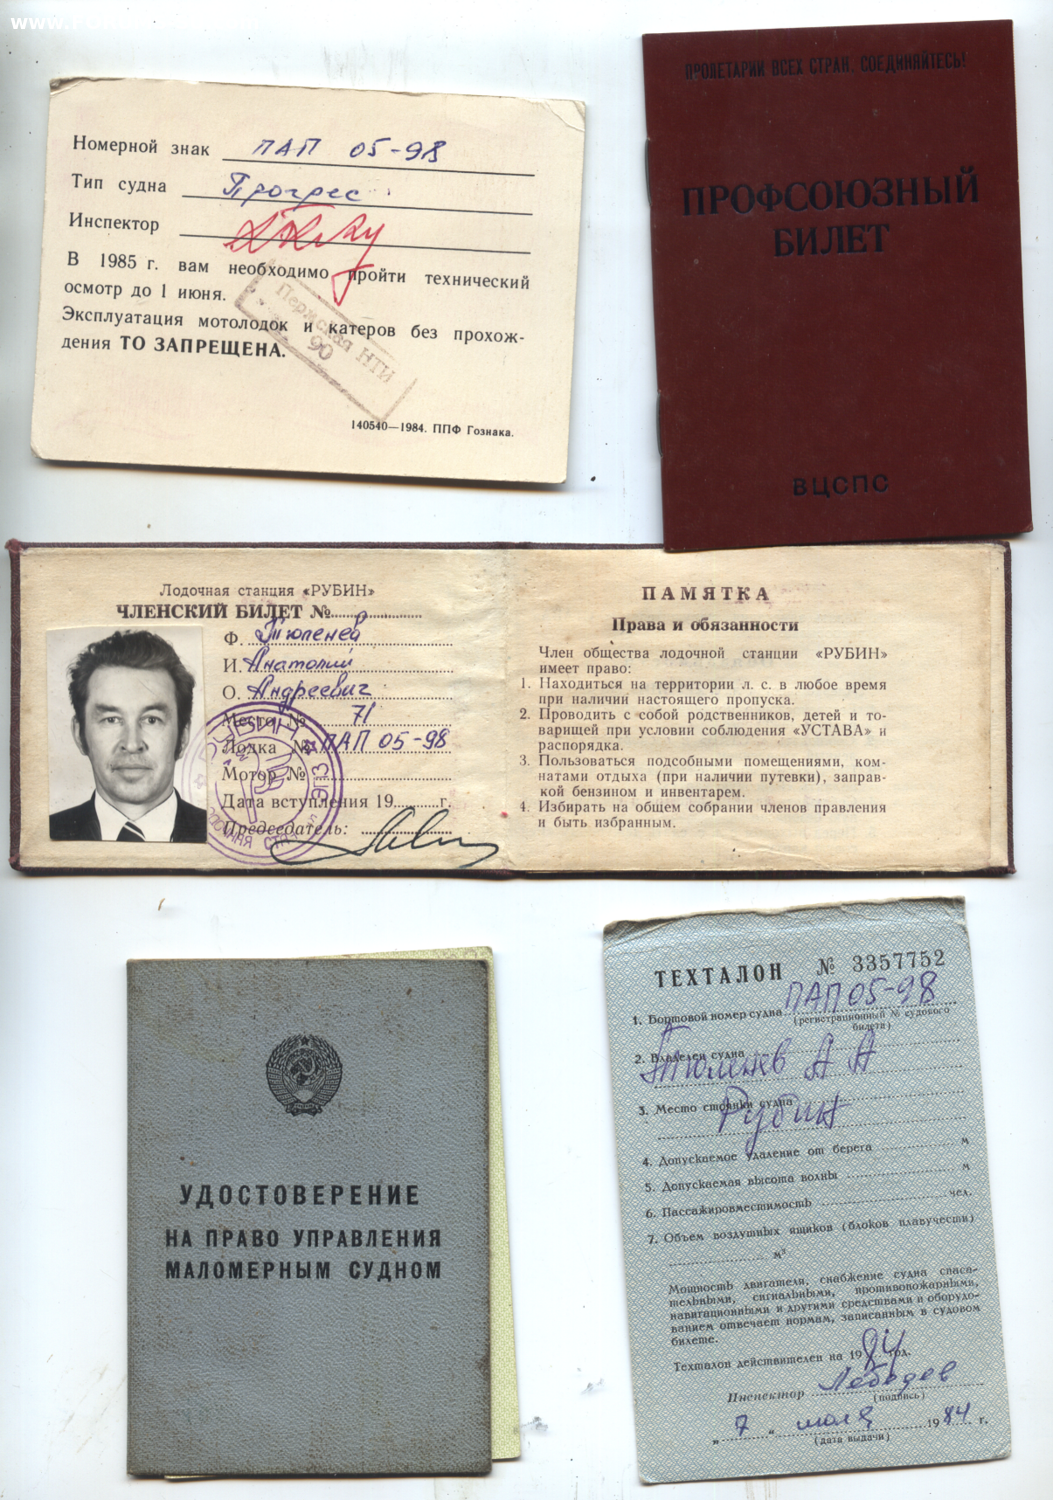 Номерной знак ПАП 05-98
Тип судна Прогрес
Инспектор
В 1985 г. вам необходимо пройти технический
осмотр до 1 июня.
Эксплуатация мотолодок и катеров без прохож-
дения ТО ЗАПРЕЩЕНА.
Пермская НТИ
90
140540—1984. ППФ Гознака.
ПРОЛЕТАРИИ ВСЕХ СТРАН, СОЕДИНЯЙТЕСЬ!
ПРОФСОЮЗНЫЙ
БИЛЕТ
ВЦСПС
Лодочная станция «РУБИН»
ЧЛЕНСКИЙ БИЛЕТ №
Ф. Тюленев
И. Анатолий
О. Андреевич
Место № 71
Лодка № ПАП 05-98
Мотор №
Дата вступления 19 г.
Председатель:
ПАМЯТКА
Права и обязанности
Член общества лодочной станции «РУБИН»
имеет право:
1. Находиться на территории л. с. в любое время
при наличии настоящего пропуска.
2. Проводить с собой родственников, детей и то-
варищей при условии соблюдения «УСТАВА» и
распорядка.
3. Пользоваться подсобными помещениями, ком-
натами отдыха (при наличии путевки), заправ-
кой бензином и инвентарем.
4. Избирать на общем собрании членов правления
и быть избранным.
УДОСТОВЕРЕНИЕ
НА ПРАВО УПРАВЛЕНИЯ
МАЛОМЕРНЫМ СУДНОМ
ТЕХТАЛОН № 3357752
1. Бортовой номер судна ПАП 05-98
(регистрационный № судового
билета)
2. Владелец судна
Тюленев А А
3. Место стоянки судна
Рубин
4. Допускаемое удаление от берега м
5. Допускаемая высота волны м
6. Пассажировместимость чел.
7. Объем воздушных ящиков (блоков плавучести)
м³
Мощность двигателя, снабжение судна спаса-
тельными, сигнальными, противопожарными,
навигационными и другими средствами и оборудо-
ванием отвечает нормам, записанным в судовом
билете.
Техталон действителен на 1984 год.
Инспектор Лебедев
(подпись)
„ 7 “ июля 1984 г.
(дата выдачи)